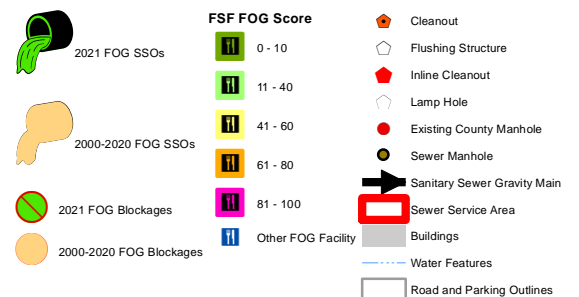 2021 FOG SSOs
2000-2020 FOG SSOs
2021 FOG Blockages
2000-2020 FOG Blockages
FSF FOG Score
0 - 10
11 - 40
41 - 60
61 - 80
81 - 100
Other FOG Facility
Cleanout
Flushing Structure
Inline Cleanout
Lamp Hole
Existing County Manhole
Sewer Manhole
Sanitary Sewer Gravity Main
Sewer Service Area
Buildings
Water Features
Road and Parking Outlines